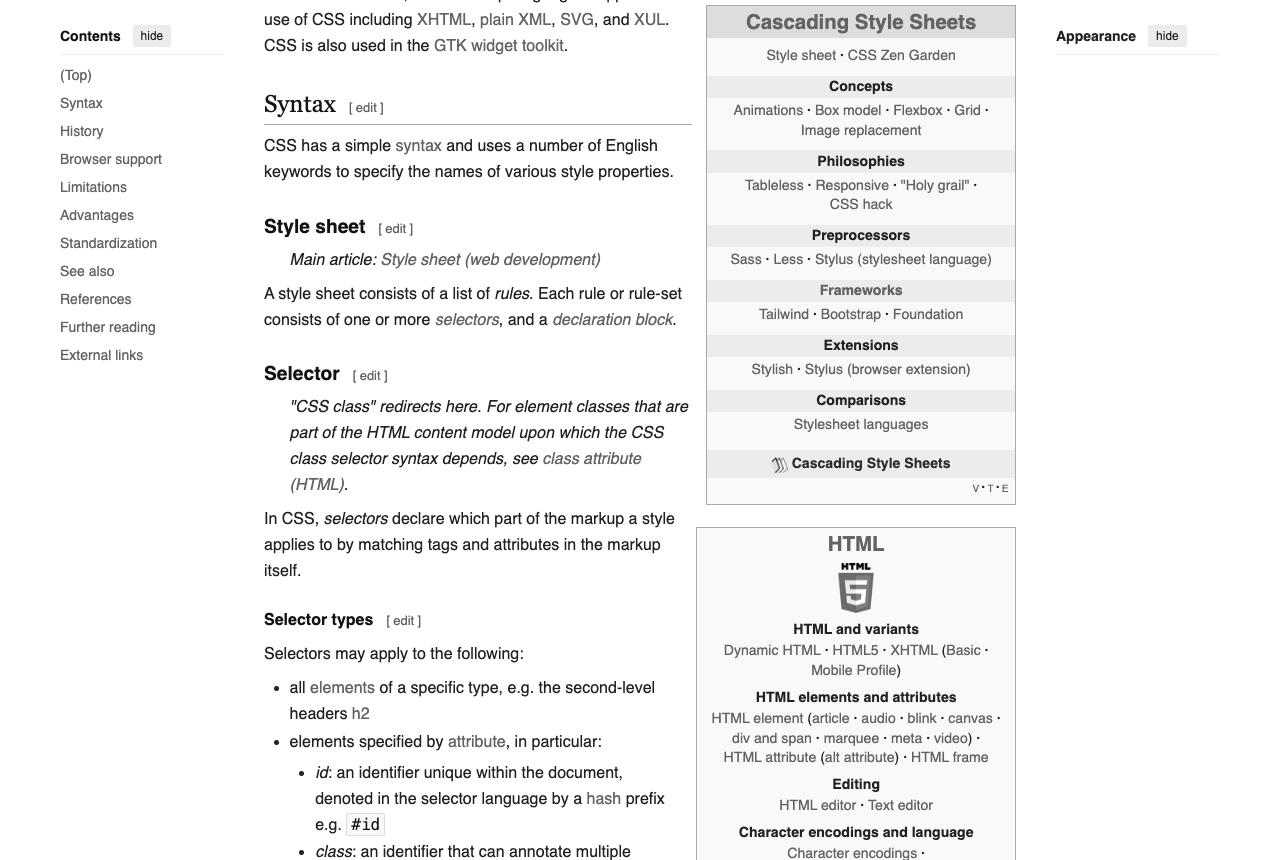 Contents hide
(Top)
Syntax
History
Browser support
Limitations
Advantages
Standardization
See also
References
Further reading
External links
use of CSS including XHTML, plain XML, SVG, and XUL.
CSS is also used in the GTK widget toolkit.
Syntax [ edit ]
CSS has a simple syntax and uses a number of English
keywords to specify the names of various style properties.
Style sheet [ edit ]
Main article: Style sheet (web development)
A style sheet consists of a list of rules. Each rule or rule-set
consists of one or more selectors, and a declaration block.
Selector [ edit ]
"CSS class" redirects here. For element classes that are
part of the HTML content model upon which the CSS
class selector syntax depends, see class attribute
(HTML).
In CSS, selectors declare which part of the markup a style
applies to by matching tags and attributes in the markup
itself.
Selector types [ edit ]
Selectors may apply to the following:
• all elements of a specific type, e.g. the second-level
headers h2
• elements specified by attribute, in particular:
• id: an identifier unique within the document,
denoted in the selector language by a hash prefix
e.g. #id
• class: an identifier that can annotate multiple
Cascading Style Sheets
Style sheet · CSS Zen Garden
Concepts
Animations · Box model · Flexbox · Grid ·
Image replacement
Philosophies
Tableless · Responsive · "Holy grail" ·
CSS hack
Preprocessors
Sass · Less · Stylus (stylesheet language)
Frameworks
Tailwind · Bootstrap · Foundation
Extensions
Stylish · Stylus (browser extension)
Comparisons
Stylesheet languages
Cascading Style Sheets
V · T · E
HTML
HTML
5
HTML and variants
Dynamic HTML · HTML5 · XHTML (Basic ·
Mobile Profile)
HTML elements and attributes
HTML element (article · audio · blink · canvas ·
div and span · marquee · meta · video) ·
HTML attribute (alt attribute) · HTML frame
Editing
HTML editor · Text editor
Character encodings and language
Character encodings ·
Appearance hide